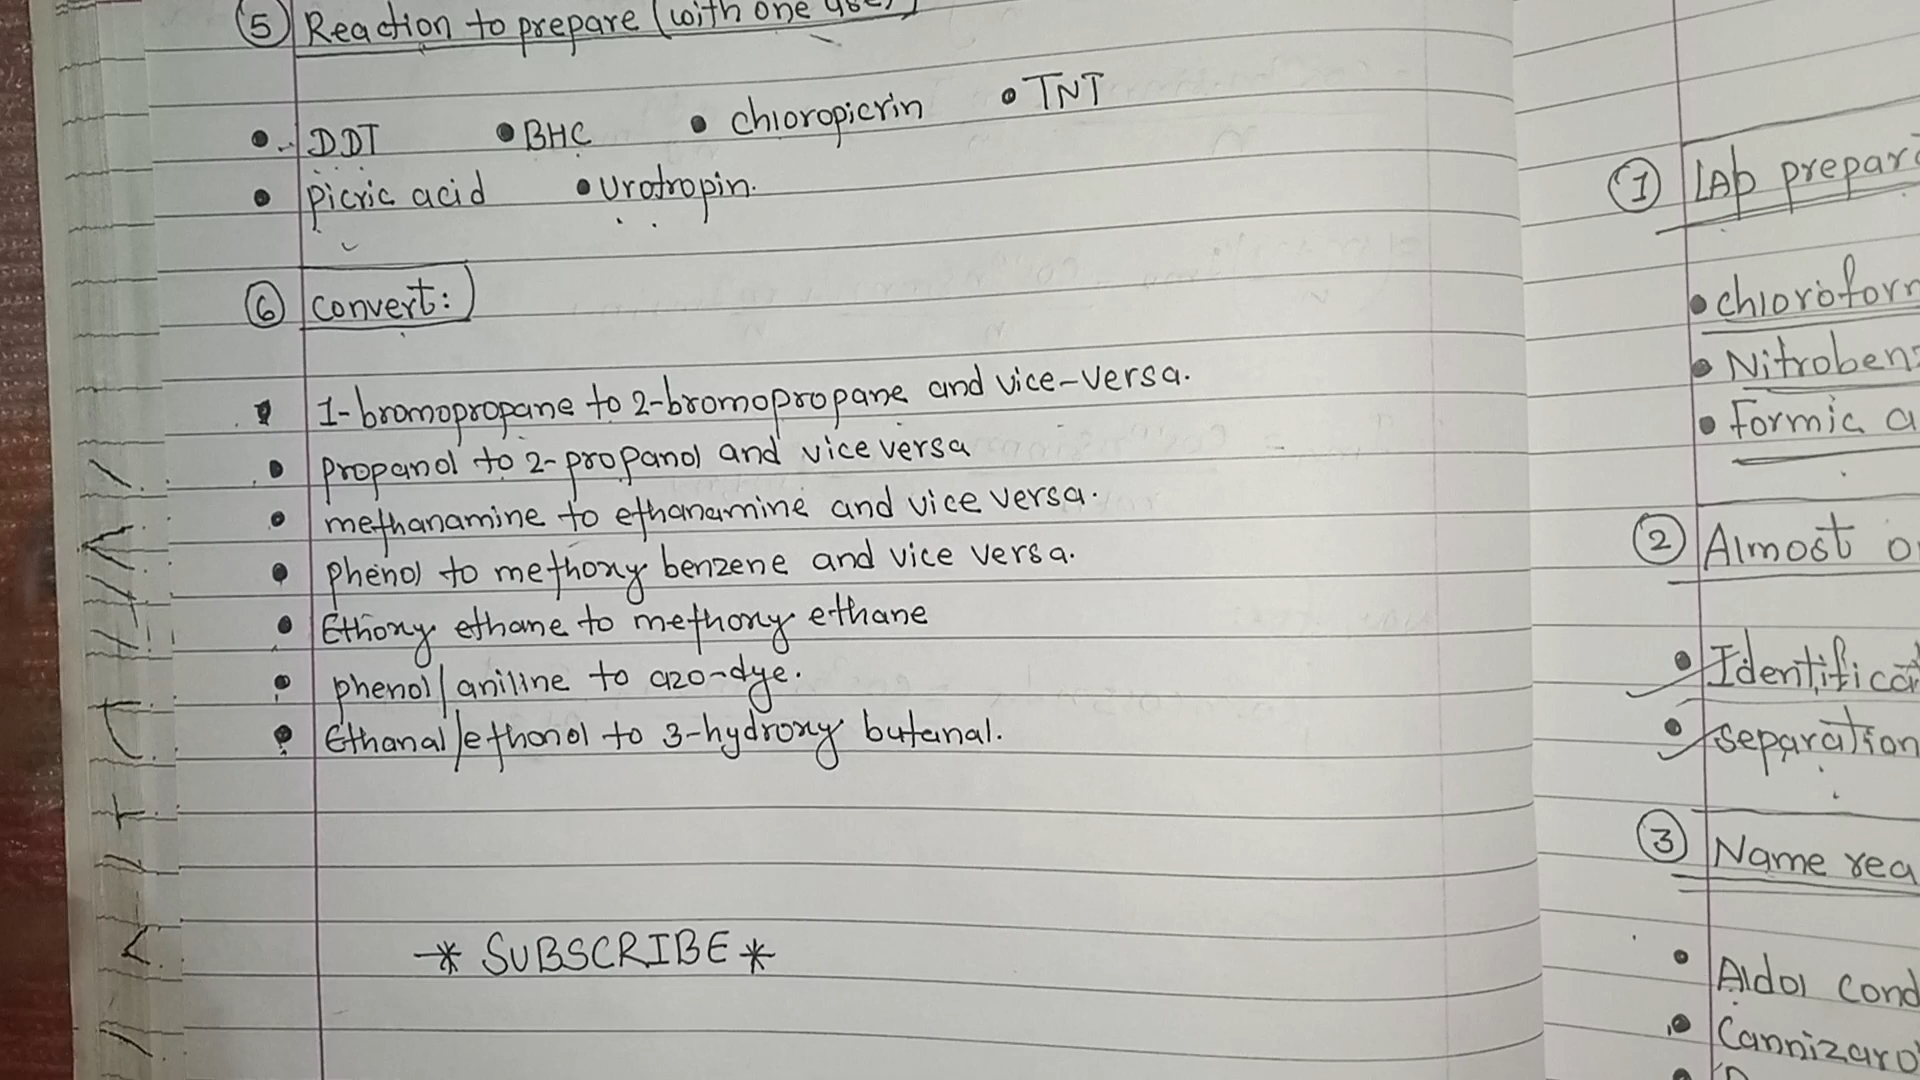 5 Reaction to prepare (with one use)
• DDT • BHC • chloropicrin • TNT
• picric acid • Urotropin.
6 convert:
• 1-bromopropane to 2-bromopropane and vice-versa.
• propanol to 2-propanol and vice versa
• methanamine to ethanamine and vice versa.
• phenol to methoxy benzene and vice versa.
• Ethoxy ethane to methoxy ethane
• phenol/aniline to azo-dye.
• Ethanal/ethanol to 3-hydroxy butanal.
* SUBSCRIBE *
1 Lab prepar
• chloroform
• Nitroben
• Formic a
2 Almost
• Identifica
• separation
3 Name rea
• Aldol cond
• Cannizaro